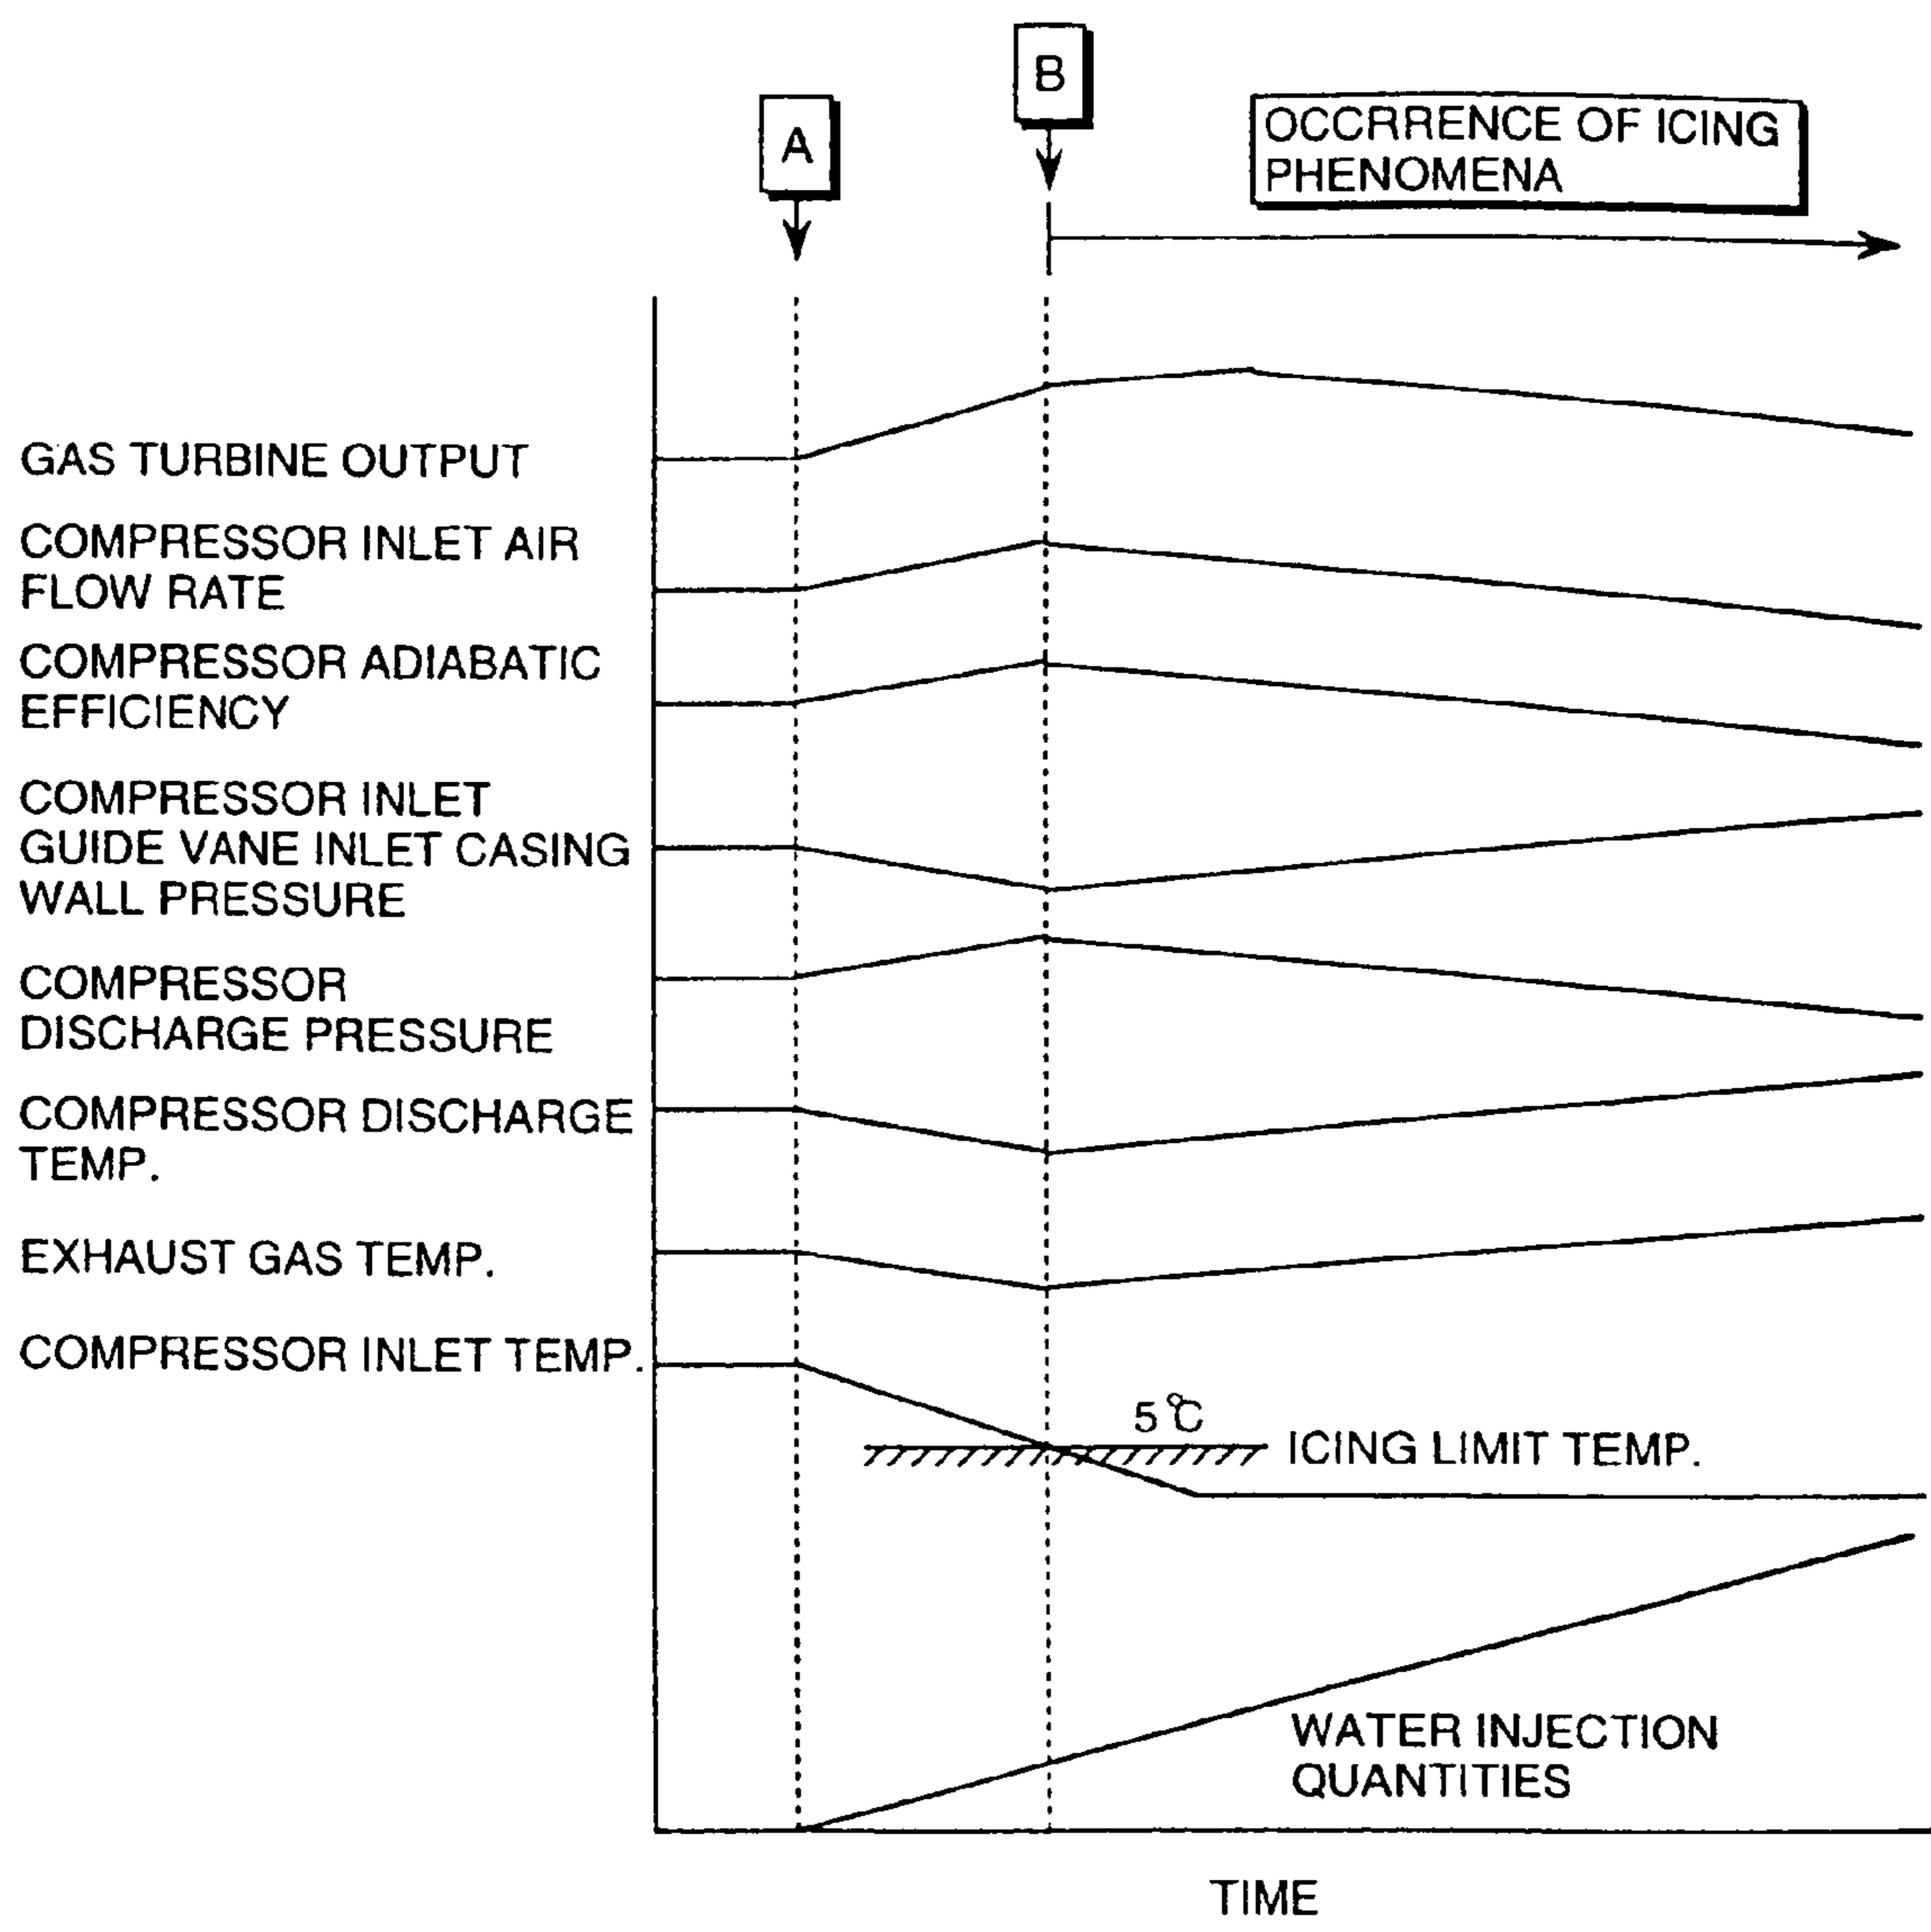 B
A
OCCRRENCE OF ICING
PHENOMENA
GAS TURBINE OUTPUT
COMPRESSOR INLET AIR
FLOW RATE
COMPRESSOR ADIABATIC
EFFICIENCY
COMPRESSOR INLET
GUIDE VANE INLET CASING
WALL PRESSURE
COMPRESSOR
DISCHARGE PRESSURE
COMPRESSOR DISCHARGE
TEMP.
EXHAUST GAS TEMP.
COMPRESSOR INLET TEMP.
5℃
ICING LIMIT TEMP.
WATER INJECTION
QUANTITIES
TIME